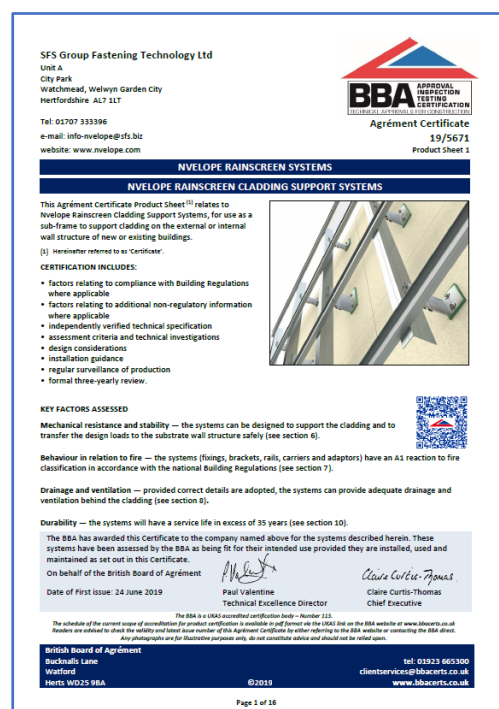 SFS Group Fastening Technology Ltd
Unit A
City Park
Watchmead, Welwyn Garden City
Hertfordshire AL7 1LT
Tel: 01707 333396
e-mail: info-nvelope@sfs.biz
website: www.nvelope.com
BBA APPROVAL
INSPECTION
TESTING
CERTIFICATION
TECHNICAL APPROVALS FOR CONSTRUCTION
Agrément Certificate
19/5671
Product Sheet 1
NVELOPE RAINSCREEN SYSTEMS
NVELOPE RAINSCREEN CLADDING SUPPORT SYSTEMS
This Agrément Certificate Product Sheet (1) relates to
Nvelope Rainscreen Cladding Support Systems, for use as a
sub-frame to support cladding on the external or internal
wall structure of new or existing buildings.
(1) Hereinafter referred to as 'Certificate'.
CERTIFICATION INCLUDES:
• factors relating to compliance with Building Regulations
where applicable
• factors relating to additional non-regulatory information
where applicable
• independently verified technical specification
• assessment criteria and technical investigations
• design considerations
• installation guidance
• regular surveillance of production
• formal three-yearly review.
KEY FACTORS ASSESSED
Mechanical resistance and stability — the systems can be designed to support the cladding and to
transfer the design loads to the substrate wall structure safely (see section 6).
Behaviour in relation to fire — the systems (fixings, brackets, rails, carriers and adaptors) have an A1 reaction to fire
classification in accordance with the national Building Regulations (see section 7).
Drainage and ventilation — provided correct details are adopted, the systems can provide adequate drainage and
ventilation behind the cladding (see section 8).
Durability — the systems will have a service life in excess of 35 years (see section 10).
The BBA has awarded this Certificate to the company named above for the systems described herein. These
systems have been assessed by the BBA as being fit for their intended use provided they are installed, used and
maintained as set out in this Certificate.
On behalf of the British Board of Agrément
Claire Curtis-Thomas
Date of First issue: 24 June 2019
Paul Valentine
Technical Excellence Director
Claire Curtis-Thomas
Chief Executive
The BBA is a UKAS accredited certification body – Number 113.
The schedule of the current scope of accreditation for product certification is available in pdf format via the UKAS link on the BBA website at www.bbacerts.co.uk
Readers are advised to check the validity and latest issue number of this Agrément Certificate by either referring to the BBA website or contacting the BBA direct.
Any photographs are for illustrative purposes only, do not constitute advice and should not be relied upon.
British Board of Agrément
Bucknalls Lane
Watford
Herts WD25 9BA
©2019
tel: 01923 665300
clientservices@bbacerts.co.uk
www.bbacerts.co.uk
Page 1 of 16